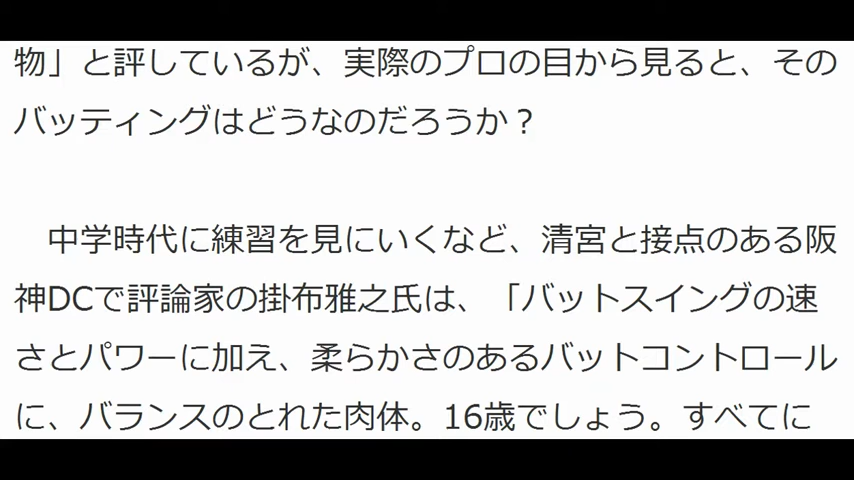 物」と評しているが、実際のプロの目から見ると、その
バッティングはどうなのだろうか？
中学時代に練習を見にいくなど、清宮と接点のある阪
神DCで評論家の掛布雅之氏は、「バットスイングの速
さとパワーに加え、柔らかさのあるバットコントロール
に、バランスのとれた肉体。16歳でしょう。すべてに